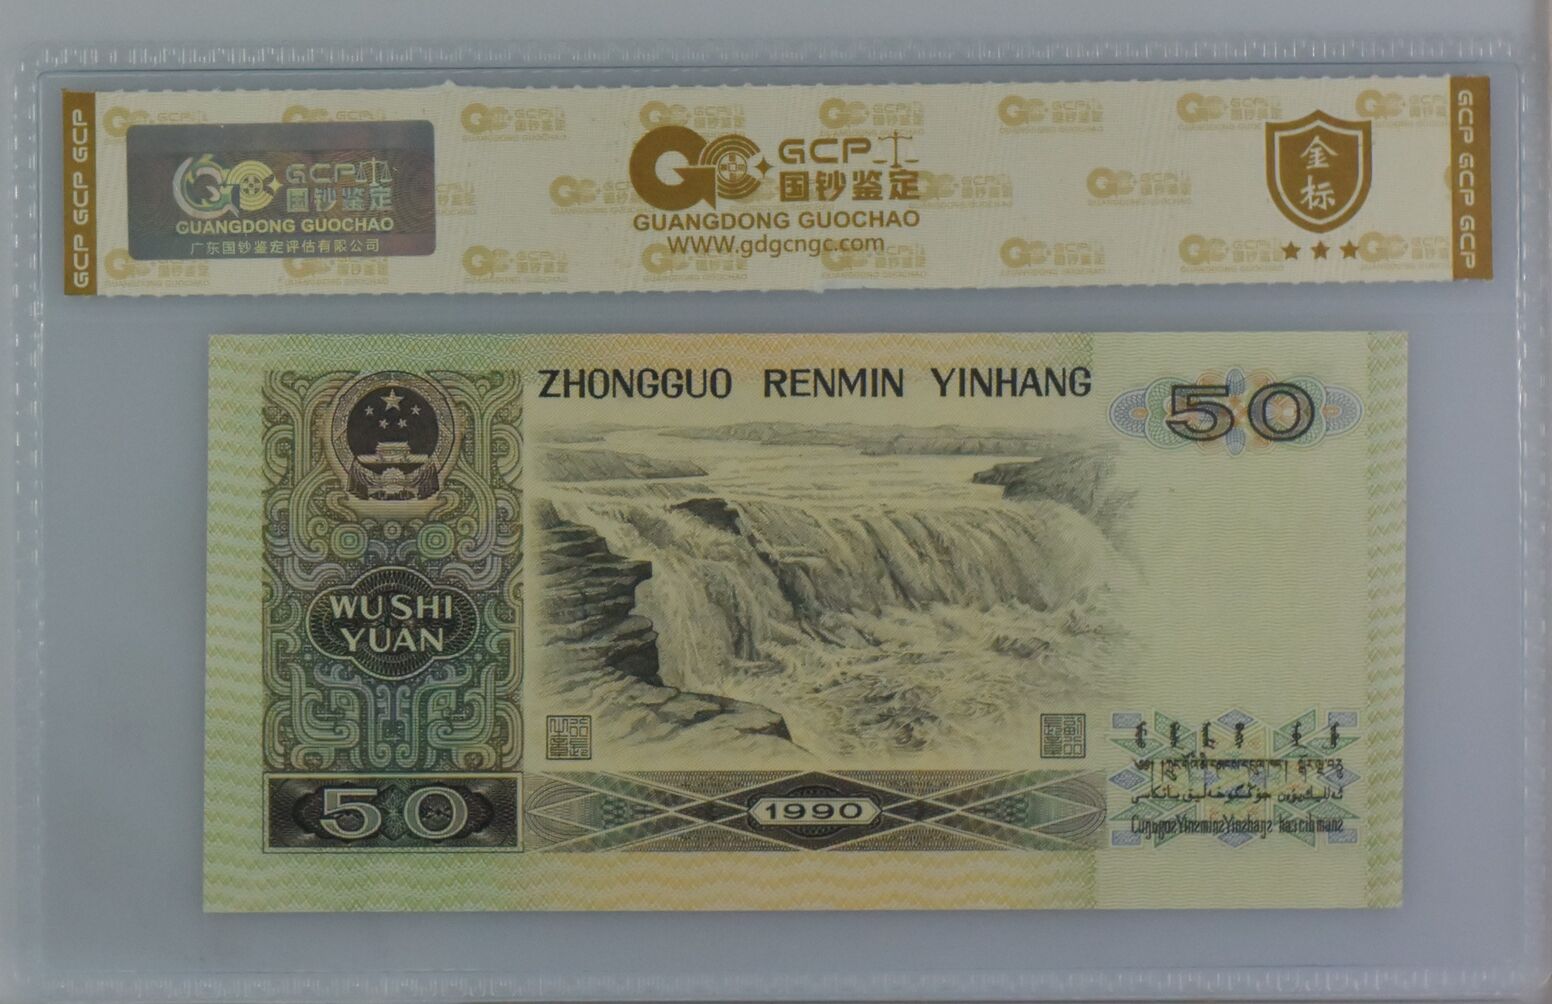 GCP GCP
GCP
国钞鉴定
GUANGDONG GUOCHAO
广东国钞鉴定评估有限公司
GCP
国钞鉴定
GUANGDONG GUOCHAO
WWW.gdgcngc.com
金标
GCP GCP
ZHONGGUO RENMIN YINHANG
50
WU SHI
YUAN
50
1990